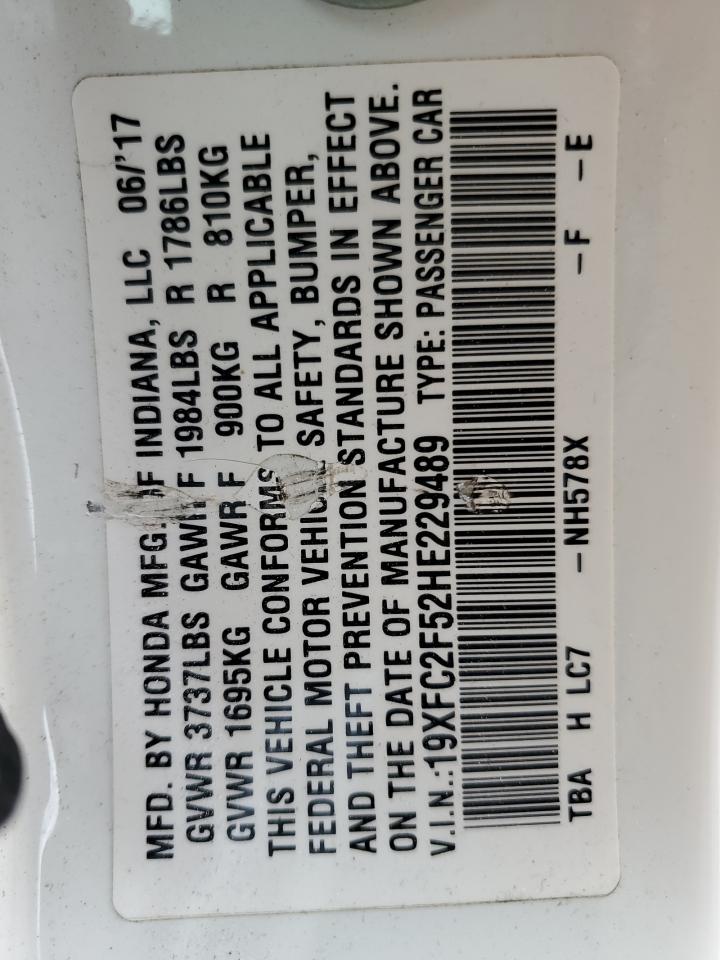 MFD. BY HONDA MFG. OF INDIANA, LLC 06/'17
GVWR 3737LBS GAWR F 1984LBS R 1786LBS
GVWR 1695KG GAWR F 900KG R 810KG
THIS VEHICLE CONFORMS TO ALL APPLICABLE
FEDERAL MOTOR VEHICLE SAFETY, BUMPER,
AND THEFT PREVENTION STANDARDS IN EFFECT
ON THE DATE OF MANUFACTURE SHOWN ABOVE.
V.I.N.:19XFC2F52HE229489 TYPE: PASSENGER CAR
TBA H LC7 -NH578X -F -E